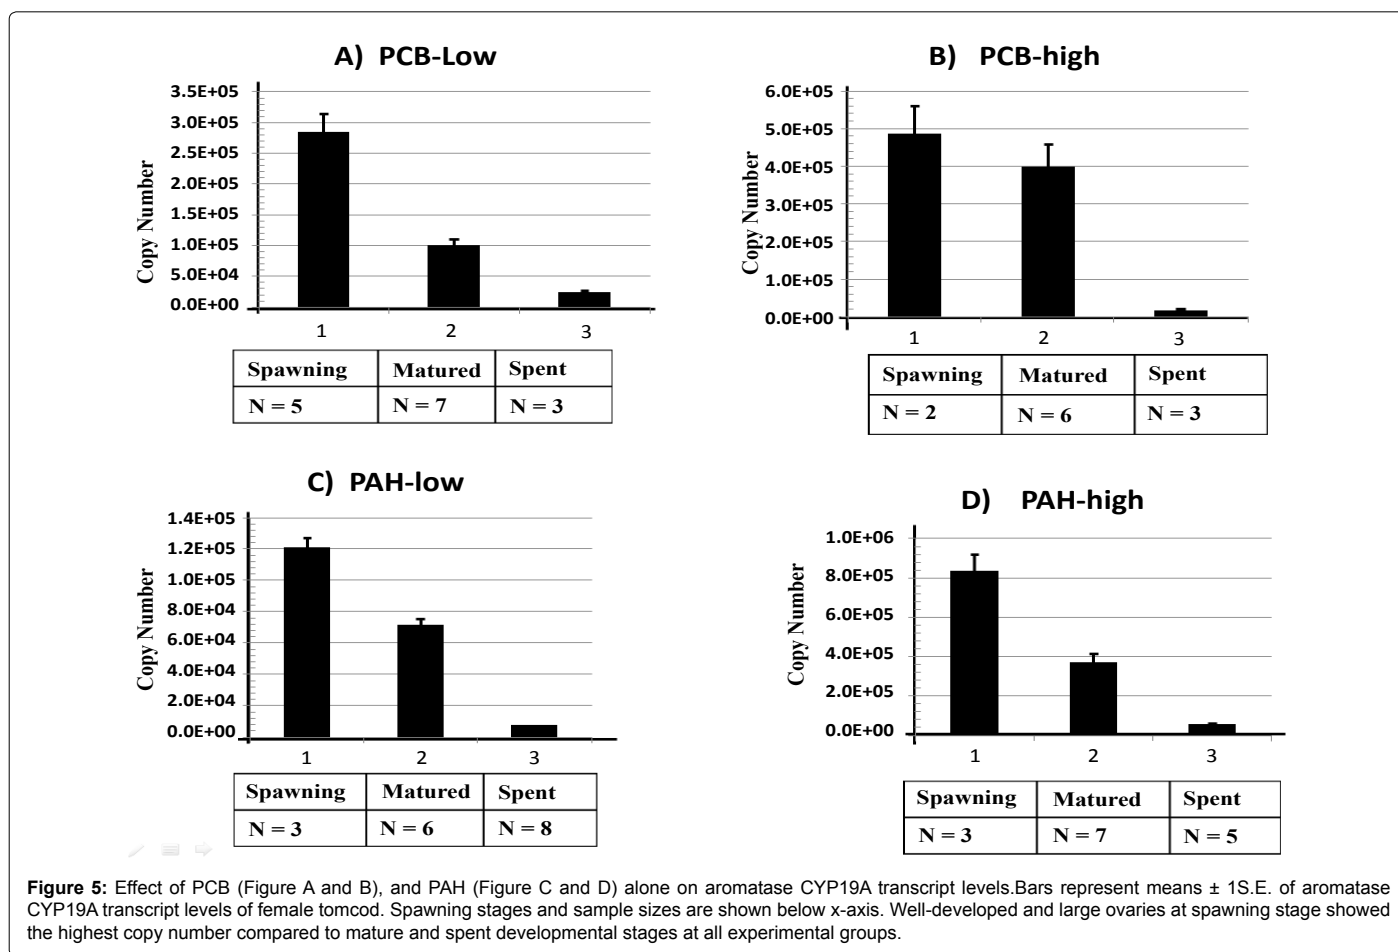 A) PCB-Low
3.5E+05
3.0E+05
2.5E+05
2.0E+05
1.5E+05
1.0E+05
5.0E+04
0.0E+00
Copy Number
1 2 3
Spawning Matured Spent
N = 5 N = 7 N = 3
B) PCB-high
6.0E+05
5.0E+05
4.0E+05
3.0E+05
2.0E+05
1.0E+05
0.0E+00
Copy Number
1 2 3
Spawning Matured Spent
N = 2 N = 6 N = 3
C) PAH-low
1.4E+05
1.2E+05
1.0E+05
8.0E+04
6.0E+04
4.0E+04
2.0E+04
0.0E+00
Copy Number
1 2 3
Spawning Matured Spent
N = 3 N = 6 N = 8
D) PAH-high
1.0E+06
8.0E+05
6.0E+05
4.0E+05
2.0E+05
0.0E+00
Copy Number
1 2 3
Spawning Matured Spent
N = 3 N = 7 N = 5
Figure 5: Effect of PCB (Figure A and B), and PAH (Figure C and D) alone on aromatase CYP19A transcript levels.Bars represent means ± 1S.E. of aromatase
CYP19A transcript levels of female tomcod. Spawning stages and sample sizes are shown below x-axis. Well-developed and large ovaries at spawning stage showed
the highest copy number compared to mature and spent developmental stages at all experimental groups.